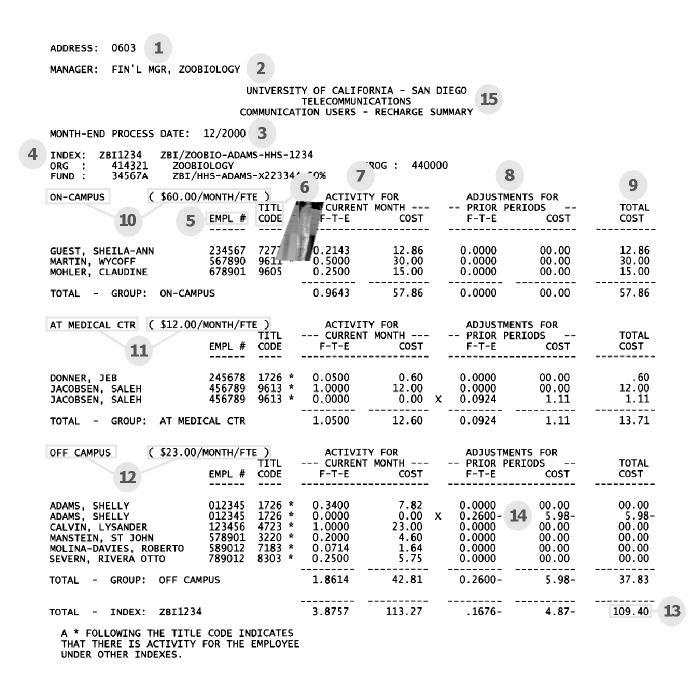 ADDRESS: 0603 1
MANAGER: FIN'L MGR, ZOOBIOLOGY 2
UNIVERSITY OF CALIFORNIA - SAN DIEGO
TELECOMMUNICATIONS 15
COMMUNICATION USERS - RECHARGE SUMMARY
MONTH-END PROCESS DATE: 12/2000 3
4 INDEX: ZBI1234 ZBI/ZOOBIO-ADAMS-HHS-1234
ORG : 414321 ZOOBIOLOGY : 440000
FUND : 34567A ZBI/HHS-ADAMS-X22334
6 7 8 9
ON-CAMPUS ( $60.00/MONTH/FTE ) ACTIVITY FOR ADJUSTMENTS FOR
TITL CURRENT MONTH --- -- PRIOR PERIODS -- TOTAL
10 5 EMPL # CODE F-T-E COST F-T-E COST COST
GUEST, SHEILA-ANN 234567 0.2143 12.86 0.0000 00.00 12.86
MARTIN, WYCOFF 567890 0.5000 30.00 0.0000 00.00 30.00
MOHLER, CLAUDINE 678901 9605 0.2500 15.00 0.0000 00.00 15.00
TOTAL - GROUP: ON-CAMPUS 0.9643 57.86 0.0000 00.00 57.86
AT MEDICAL CTR ( $12.00/MONTH/FTE ) ACTIVITY FOR ADJUSTMENTS FOR
TITL --- CURRENT MONTH --- -- PRIOR PERIODS -- TOTAL
11 EMPL # CODE F-T-E COST F-T-E COST COST
DONNER, JEB 245678 1726 * 0.0500 0.60 0.0000 00.00 .60
JACOBSEN, SALEH 456789 9613 * 1.0000 12.00 0.0000 00.00 12.00
JACOBSEN, SALEH 456789 9613 * 0.0000 0.00 X 0.0924 1.11 1.11
TOTAL - GROUP: AT MEDICAL CTR 1.0500 12.60 0.0924 1.11 13.71
OFF CAMPUS ( $23.00/MONTH/FTE ) ACTIVITY FOR ADJUSTMENTS FOR
TITL --- CURRENT MONTH --- -- PRIOR PERIODS -- TOTAL
12 EMPL # CODE F-T-E COST F-T-E COST COST
ADAMS, SHELLY 012345 1726 * 0.3400 7.82 0.0000 00.00 00.00
ADAMS, SHELLY 012345 1726 * 0.0000 0.00 X 0.2600- 14 5.98- 5.98-
CALVIN, LYSANDER 123456 4723 * 1.0000 23.00 0.0000 00.00 00.00
MANSTEIN, ST JOHN 578901 3220 * 0.2000 4.60 0.0000 00.00 00.00
MOLINA-DAVIES, ROBERTO 589012 7183 * 0.0714 1.64 0.0000 00.00 00.00
SEVERN, RIVERA OTTO 789012 8303 * 0.2500 5.75 0.0000 00.00 00.00
TOTAL - GROUP: OFF CAMPUS 1.8614 42.81 0.2600- 5.98- 37.83
TOTAL - INDEX: ZBI1234 3.8757 113.27 .1676- 4.87- 109.40 13
A * FOLLOWING THE TITLE CODE INDICATES
THAT THERE IS ACTIVITY FOR THE EMPLOYEE
UNDER OTHER INDEXES.